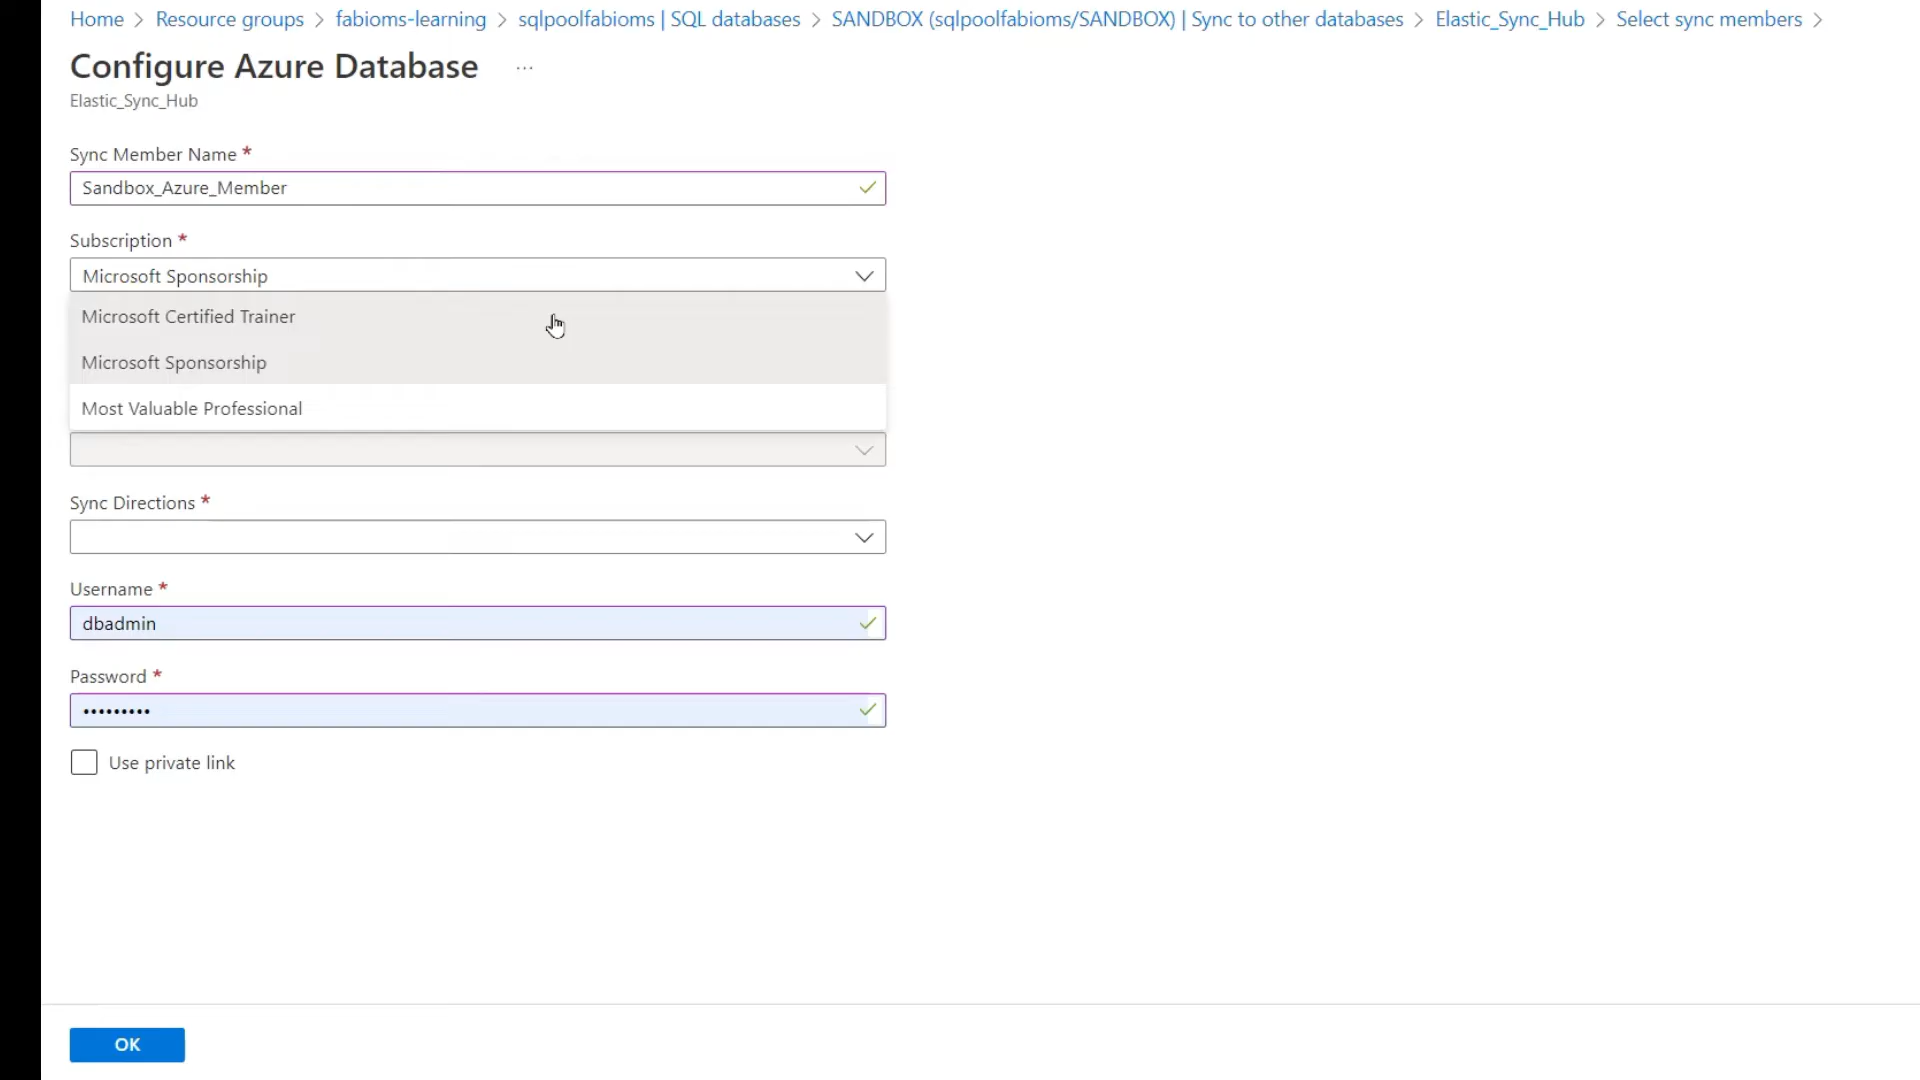 Home > Resource groups > fabioms-learning > sqlpoolfabioms | SQL databases > SANDBOX (sqlpoolfabioms/SANDBOX) | Sync to other databases > Elastic_Sync_Hub > Select sync members >
Configure Azure Database ...
Elastic_Sync_Hub
Sync Member Name *
Sandbox_Azure_Member
Subscription *
Microsoft Sponsorship
Microsoft Certified Trainer
Microsoft Sponsorship
Most Valuable Professional
Sync Directions *
Username *
dbadmin
Password *
•••••••••
Use private link
OK